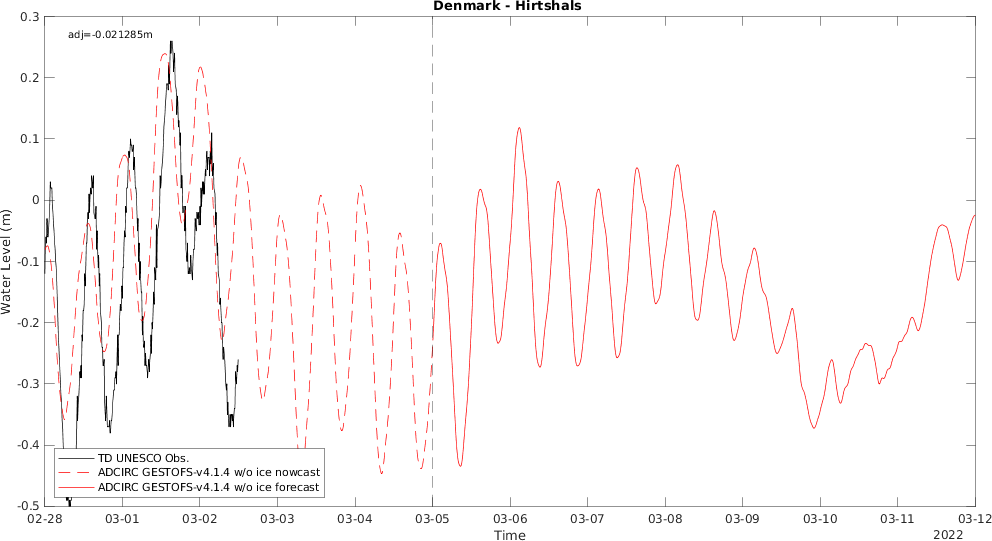 Denmark - Hirtshals
adj=-0.021285m
0.3
0.2
0.1
0
-0.1
-0.2
-0.3
-0.4
-0.5
Water Level (m)
TD UNESCO Obs.
ADCIRC GESTOFS-v4.1.4 w/o ice nowcast
ADCIRC GESTOFS-v4.1.4 w/o ice forecast
02-28 03-01 03-02 03-03 03-04 03-05 03-06 03-07 03-08 03-09 03-10 03-11 03-12
Time
2022